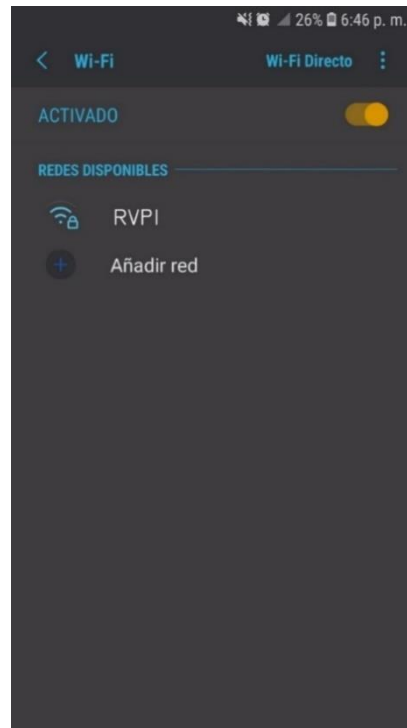 26% 6:46 p. m.
Wi-Fi Wi-Fi Directo
ACTIVADO
REDES DISPONIBLES
RVPI
Añadir red